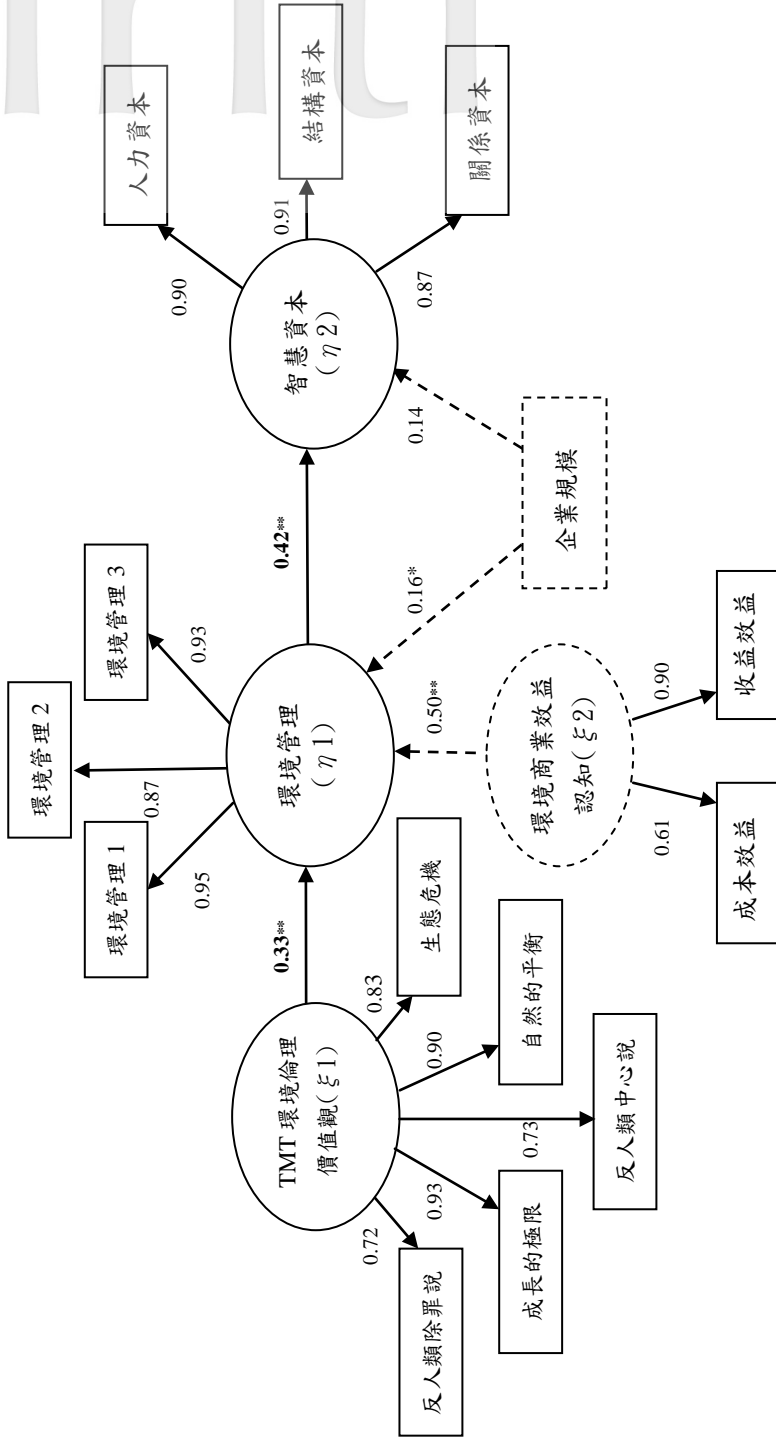 環境管理 2
環境管理 1
環境管理 3
0.87
0.95
0.93
人力資本
結構資本
關係資本
0.90
0.91
0.87
TMT 環境倫理
價值觀(ξ1)
0.33**
環境管理
(η1)
0.42**
智慧資本
(η2)
0.72
0.93
0.73
0.90
0.83
反人類除罪說
成長的極限
反人類中心說
自然的平衡
生態危機
0.50**
0.16*
0.14
環境商業效益
認知(ξ2)
企業規模
0.61
0.90
成本效益
收益效益